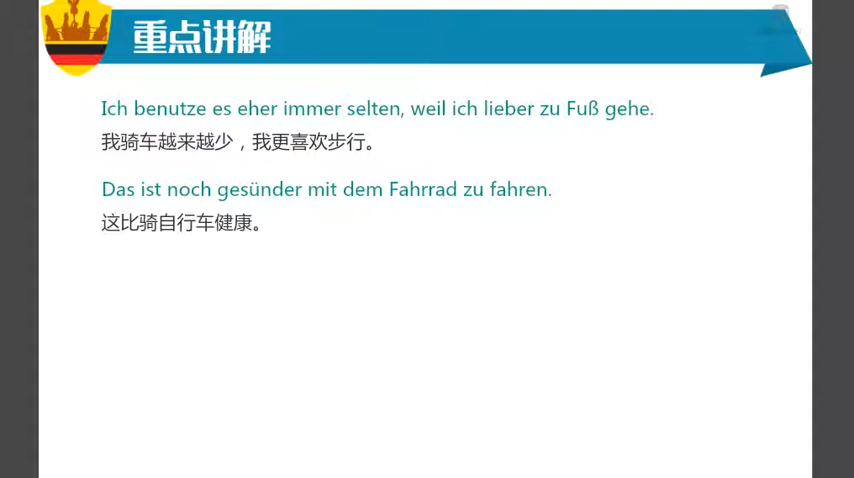 重点讲解
Ich benutze es eher immer selten, weil ich lieber zu Fuß gehe.
我骑车越来越少，我更喜欢步行。
Das ist noch gesünder mit dem Fahrrad zu fahren.
这比骑自行车健康。